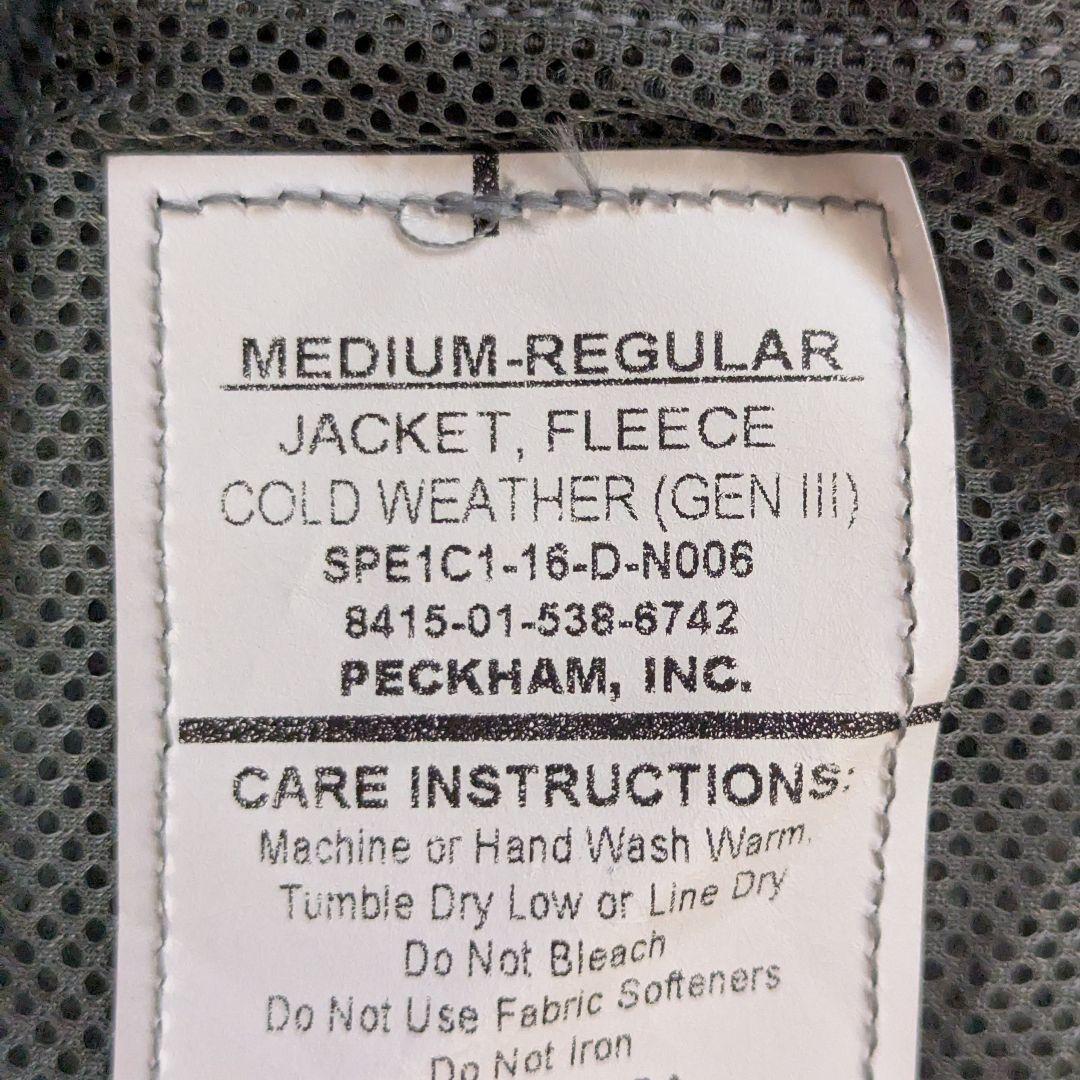 MEDIUM-REGULAR
JACKET, FLEECE
COLD WEATHER (GEN III)
SPE1C1-16-D-N006
8415-01-538-6742
PECKHAM, INC.
CARE INSTRUCTIONS:
Machine or Hand Wash Warm.
Tumble Dry Low or Line Dry
Do Not Bleach
Do Not Use Fabric Softeners
Do Not Iron